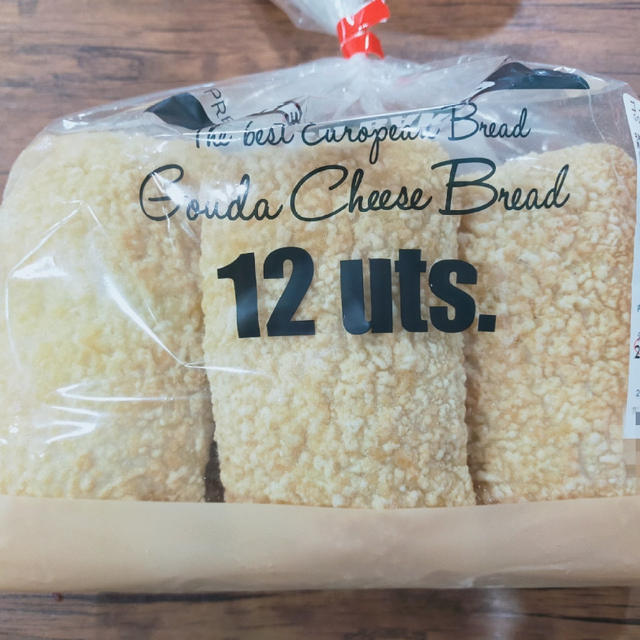 The best European Bread
Gouda Cheese Bread
12 uts.